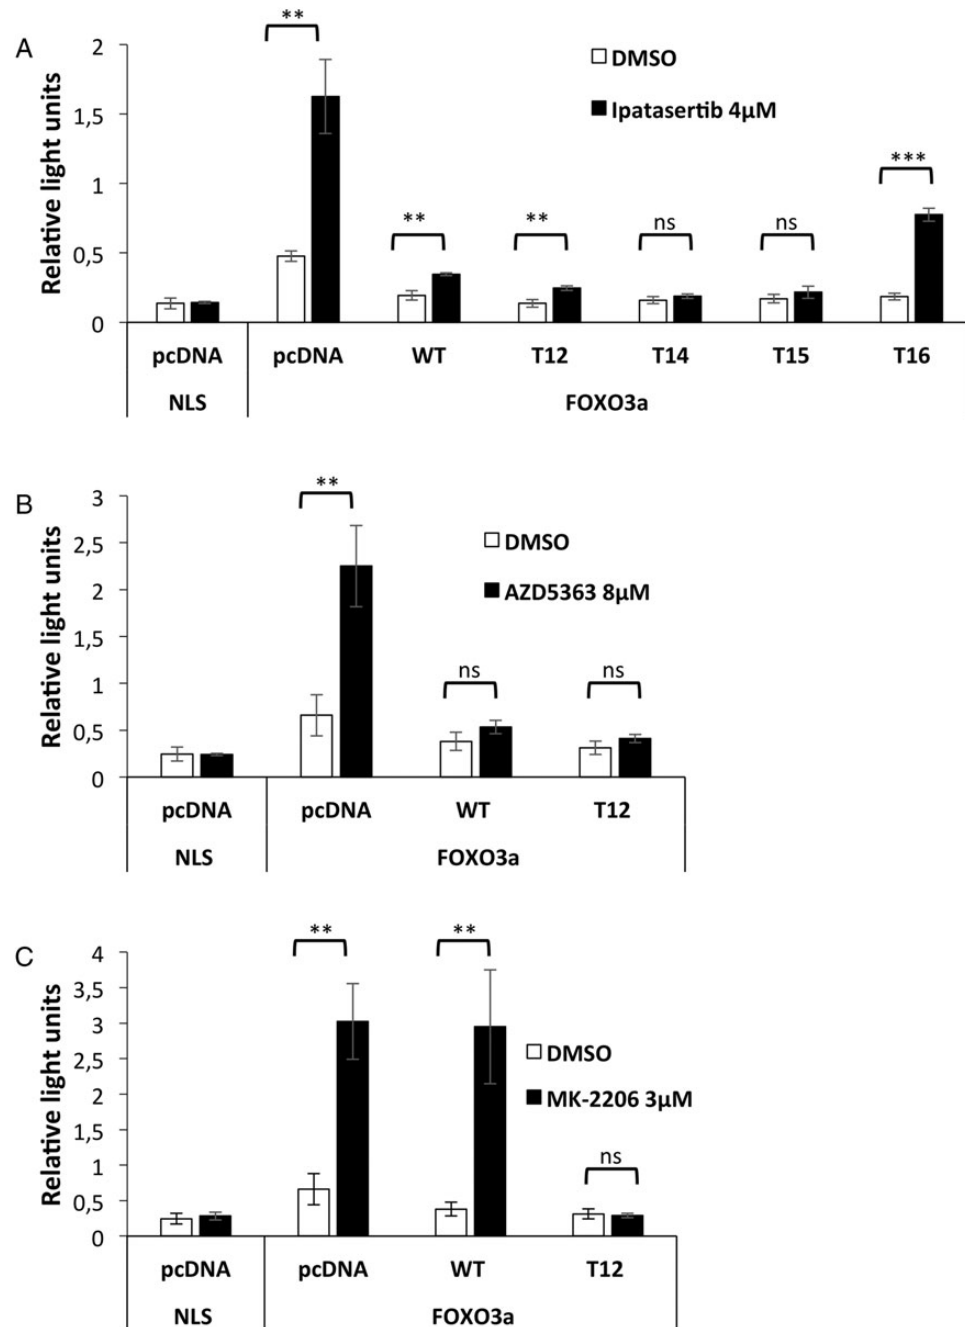 A
**
2
DMSO
1,5
Ipatasertib 4µM
***
1
** ** ns ns
0,5
0
Relative light units
pcDNA pcDNA WT T12 T14 T15 T16
NLS FOXO3a
B
**
3
2,5
DMSO
2
AZD5363 8µM
1,5
ns ns
1
0,5
0
Relative light units
pcDNA pcDNA WT T12
NLS FOXO3a
C
** **
4
3,5
3
DMSO
2,5
MK-2206 3µM
2
1,5
ns
1
0,5
0
Relative light units
pcDNA pcDNA WT T12
NLS FOXO3a